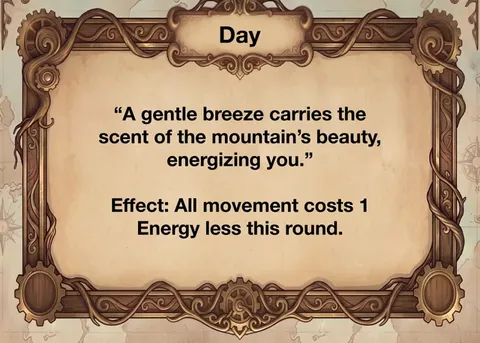 Day
“A gentle breeze carries the
scent of the mountain’s beauty,
energizing you.”
Effect: All movement costs 1
Energy less this round.